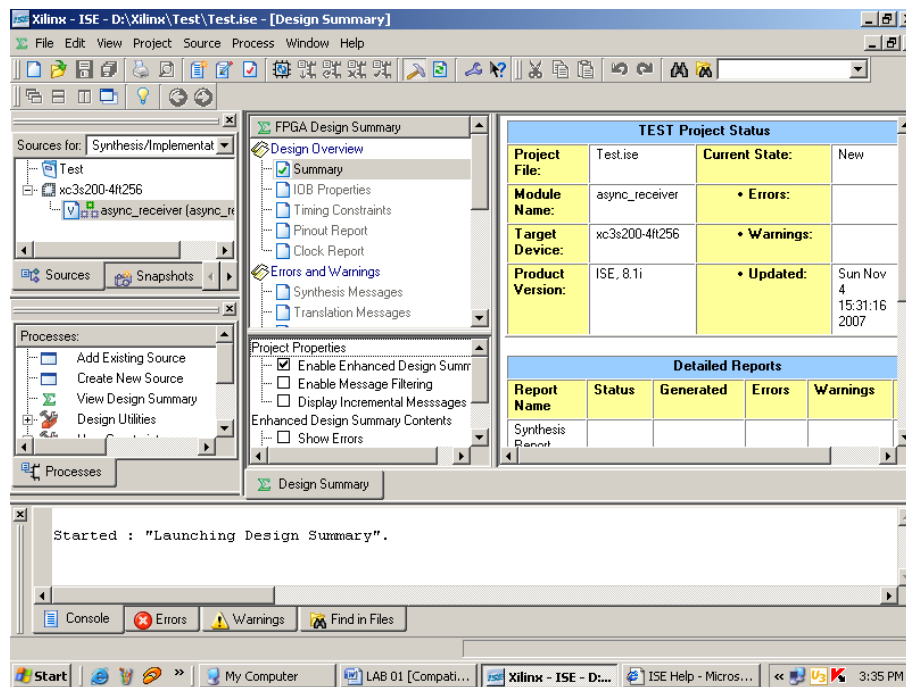 Xilinx - ISE - D:\Xilinx\Test\Test.ise - [Design Summary]
File Edit View Project Source Process Window Help
Sources for: Synthesis/Implementat
Test
xc3s200-4ft256
async_receiver (async_re
Sources Snapshots
Processes:
Add Existing Source
Create New Source
View Design Summary
Design Utilities
Processes
FPGA Design Summary
Design Overview
Summary
IOB Properties
Timing Constraints
Pinout Report
Clock Report
Errors and Warnings
Synthesis Messages
Translation Messages
Project Properties
Enable Enhanced Design Summ
Enable Message Filtering
Display Incremental Messsages
Enhanced Design Summary Contents
Show Errors
Design Summary
TEST Project Status
Project File: Test.ise Current State: New
Module Name: async_receiver • Errors:
Target Device: xc3s200-4ft256 • Warnings:
Product Version: ISE, 8.1i • Updated: Sun Nov 4 15:31:16 2007
Detailed Reports
Report Name Status Generated Errors Warnings
Synthesis Report
Started : "Launching Design Summary".
Console Errors Warnings Find in Files
Start » My Computer LAB 01 [Compati... Xilinx - ISE - D:... ISE Help - Micros... « V3 K 3:35 PM